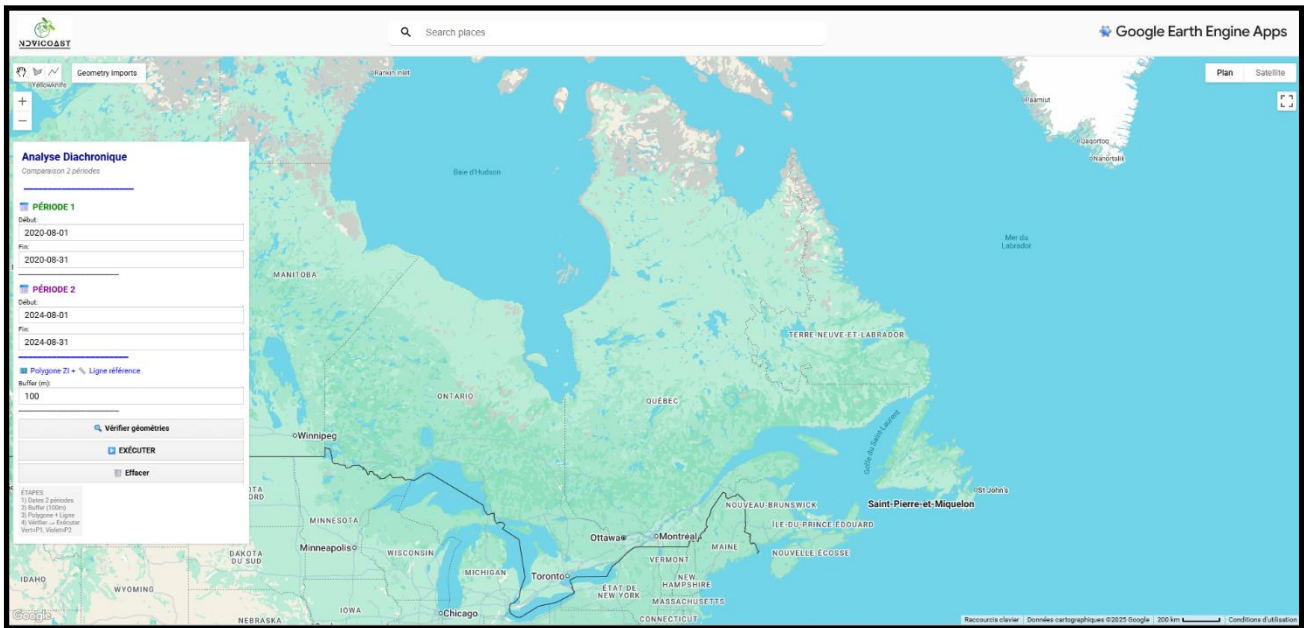 NOVICOAST
Search places
Google Earth Engine Apps
Geometry Imports
Plan
Satellite
+
−
Analyse Diachronique
Comparaison 2 périodes
PÉRIODE 1
Début:
2020-08-01
Fin:
2020-08-31
PÉRIODE 2
Début:
2024-08-01
Fin:
2024-08-31
Polygone ZI + Ligne référence
Buffer (m):
100
Vérifier géométries
EXÉCUTER
Effacer
ÉTAPES:
1) Dates 2 périodes
2) Buffer (100m)
3) Polygone + Ligne
4) Vérifier → Exécuter
Vert=P1, Violet=P2
Yellowknife
Rankin Inlet
Paamiut
Qaqortoq
Nanortalik
Baie d'Hudson
Mer du
Labrador
MANITOBA
TERRE-NEUVE-ET-LABRADOR
ONTARIO
QUÉBEC
Golfe du Saint Laurent
Winnipeg
St John's
Saint-Pierre-et-Miquelon
NOUVEAU-BRUNSWICK
ÎLE-DU-PRINCE-ÉDOUARD
NOUVELLE-ÉCOSSE
MINNESOTA
Ottawa
Montréal
MAINE
Minneapolis
WISCONSIN
VERMONT
DAKOTA
DU SUD
MICHIGAN
Toronto
NEW
HAMPSHIRE
ÉTAT DE
NEW YORK
MASSACHUSETTS
IDAHO
WYOMING
IOWA
Chicago
CONNECTICUT
NEBRASKA
Google
Raccourcis clavier
Données cartographiques ©2025 Google
200 km
Conditions d'utilisation